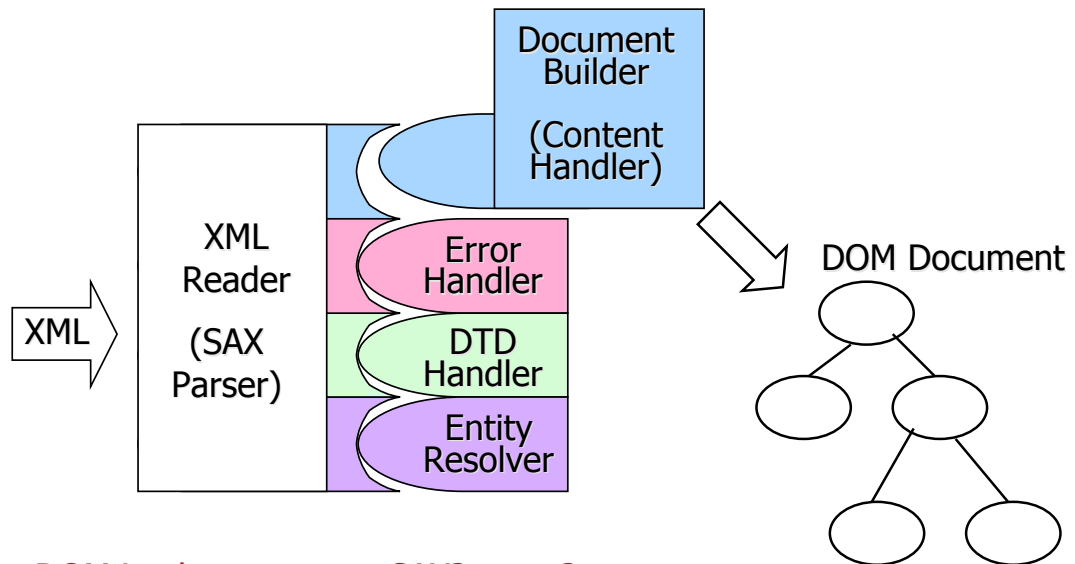 Document
Builder
(Content
Handler)
XML
Reader
(SAX
Parser)
XML
Error
Handler
DTD
Handler
Entity
Resolver
DOM Document